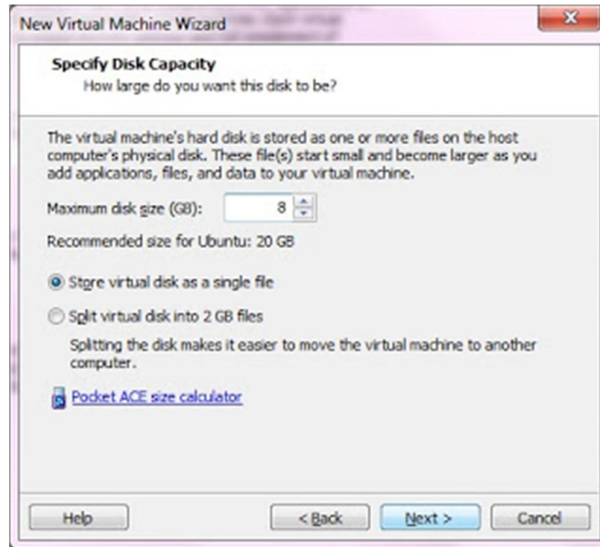 New Virtual Machine Wizard
Specify Disk Capacity
How large do you want this disk to be?
The virtual machine's hard disk is stored as one or more files on the host
computer's physical disk. These file(s) start small and become larger as you
add applications, files, and data to your virtual machine.
Maximum disk size (GB): 8
Recommended size for Ubuntu: 20 GB
Store virtual disk as a single file
Split virtual disk into 2 GB files
Splitting the disk makes it easier to move the virtual machine to another
computer.
Pocket ACE size calculator
Help < Back Next > Cancel